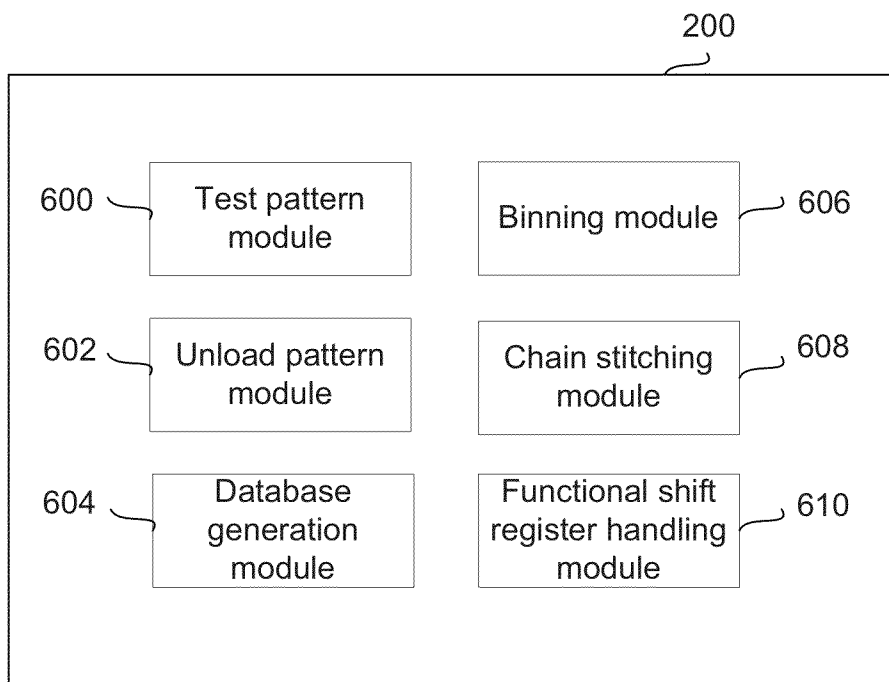 200
600
Test pattern
module
Binning module
606
602
Unload pattern
module
Chain stitching
module
608
604
Database
generation
module
Functional shift
register handling
module
610